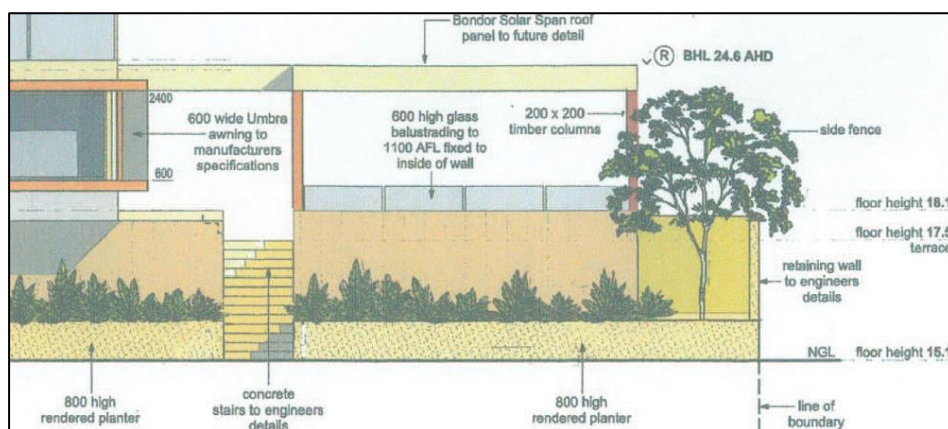 Bondor Solar Span roof
panel to future detail
R BHL 24.6 AHD
2400
600 wide Umbra
awning to
manufacturers
specifications
600
600 high glass
balustrading to
1100 AFL fixed to
inside of wall
200 x 200
timber columns
side fence
floor height 18.1
floor height 17.5
terrace
retaining wall
to engineers
details
NGL
floor height 15.1
800 high
rendered planter
concrete
stairs to engineers
details
800 high
rendered planter
line of
boundary